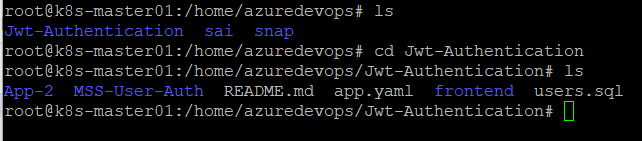 root@k8s-master01:/home/azuredevops# ls
Jwt-Authentication  sai  snap
root@k8s-master01:/home/azuredevops# cd Jwt-Authentication
root@k8s-master01:/home/azuredevops/Jwt-Authentication# ls
App-2  MSS-User-Auth  README.md  app.yaml  frontend  users.sql
root@k8s-master01:/home/azuredevops/Jwt-Authentication#